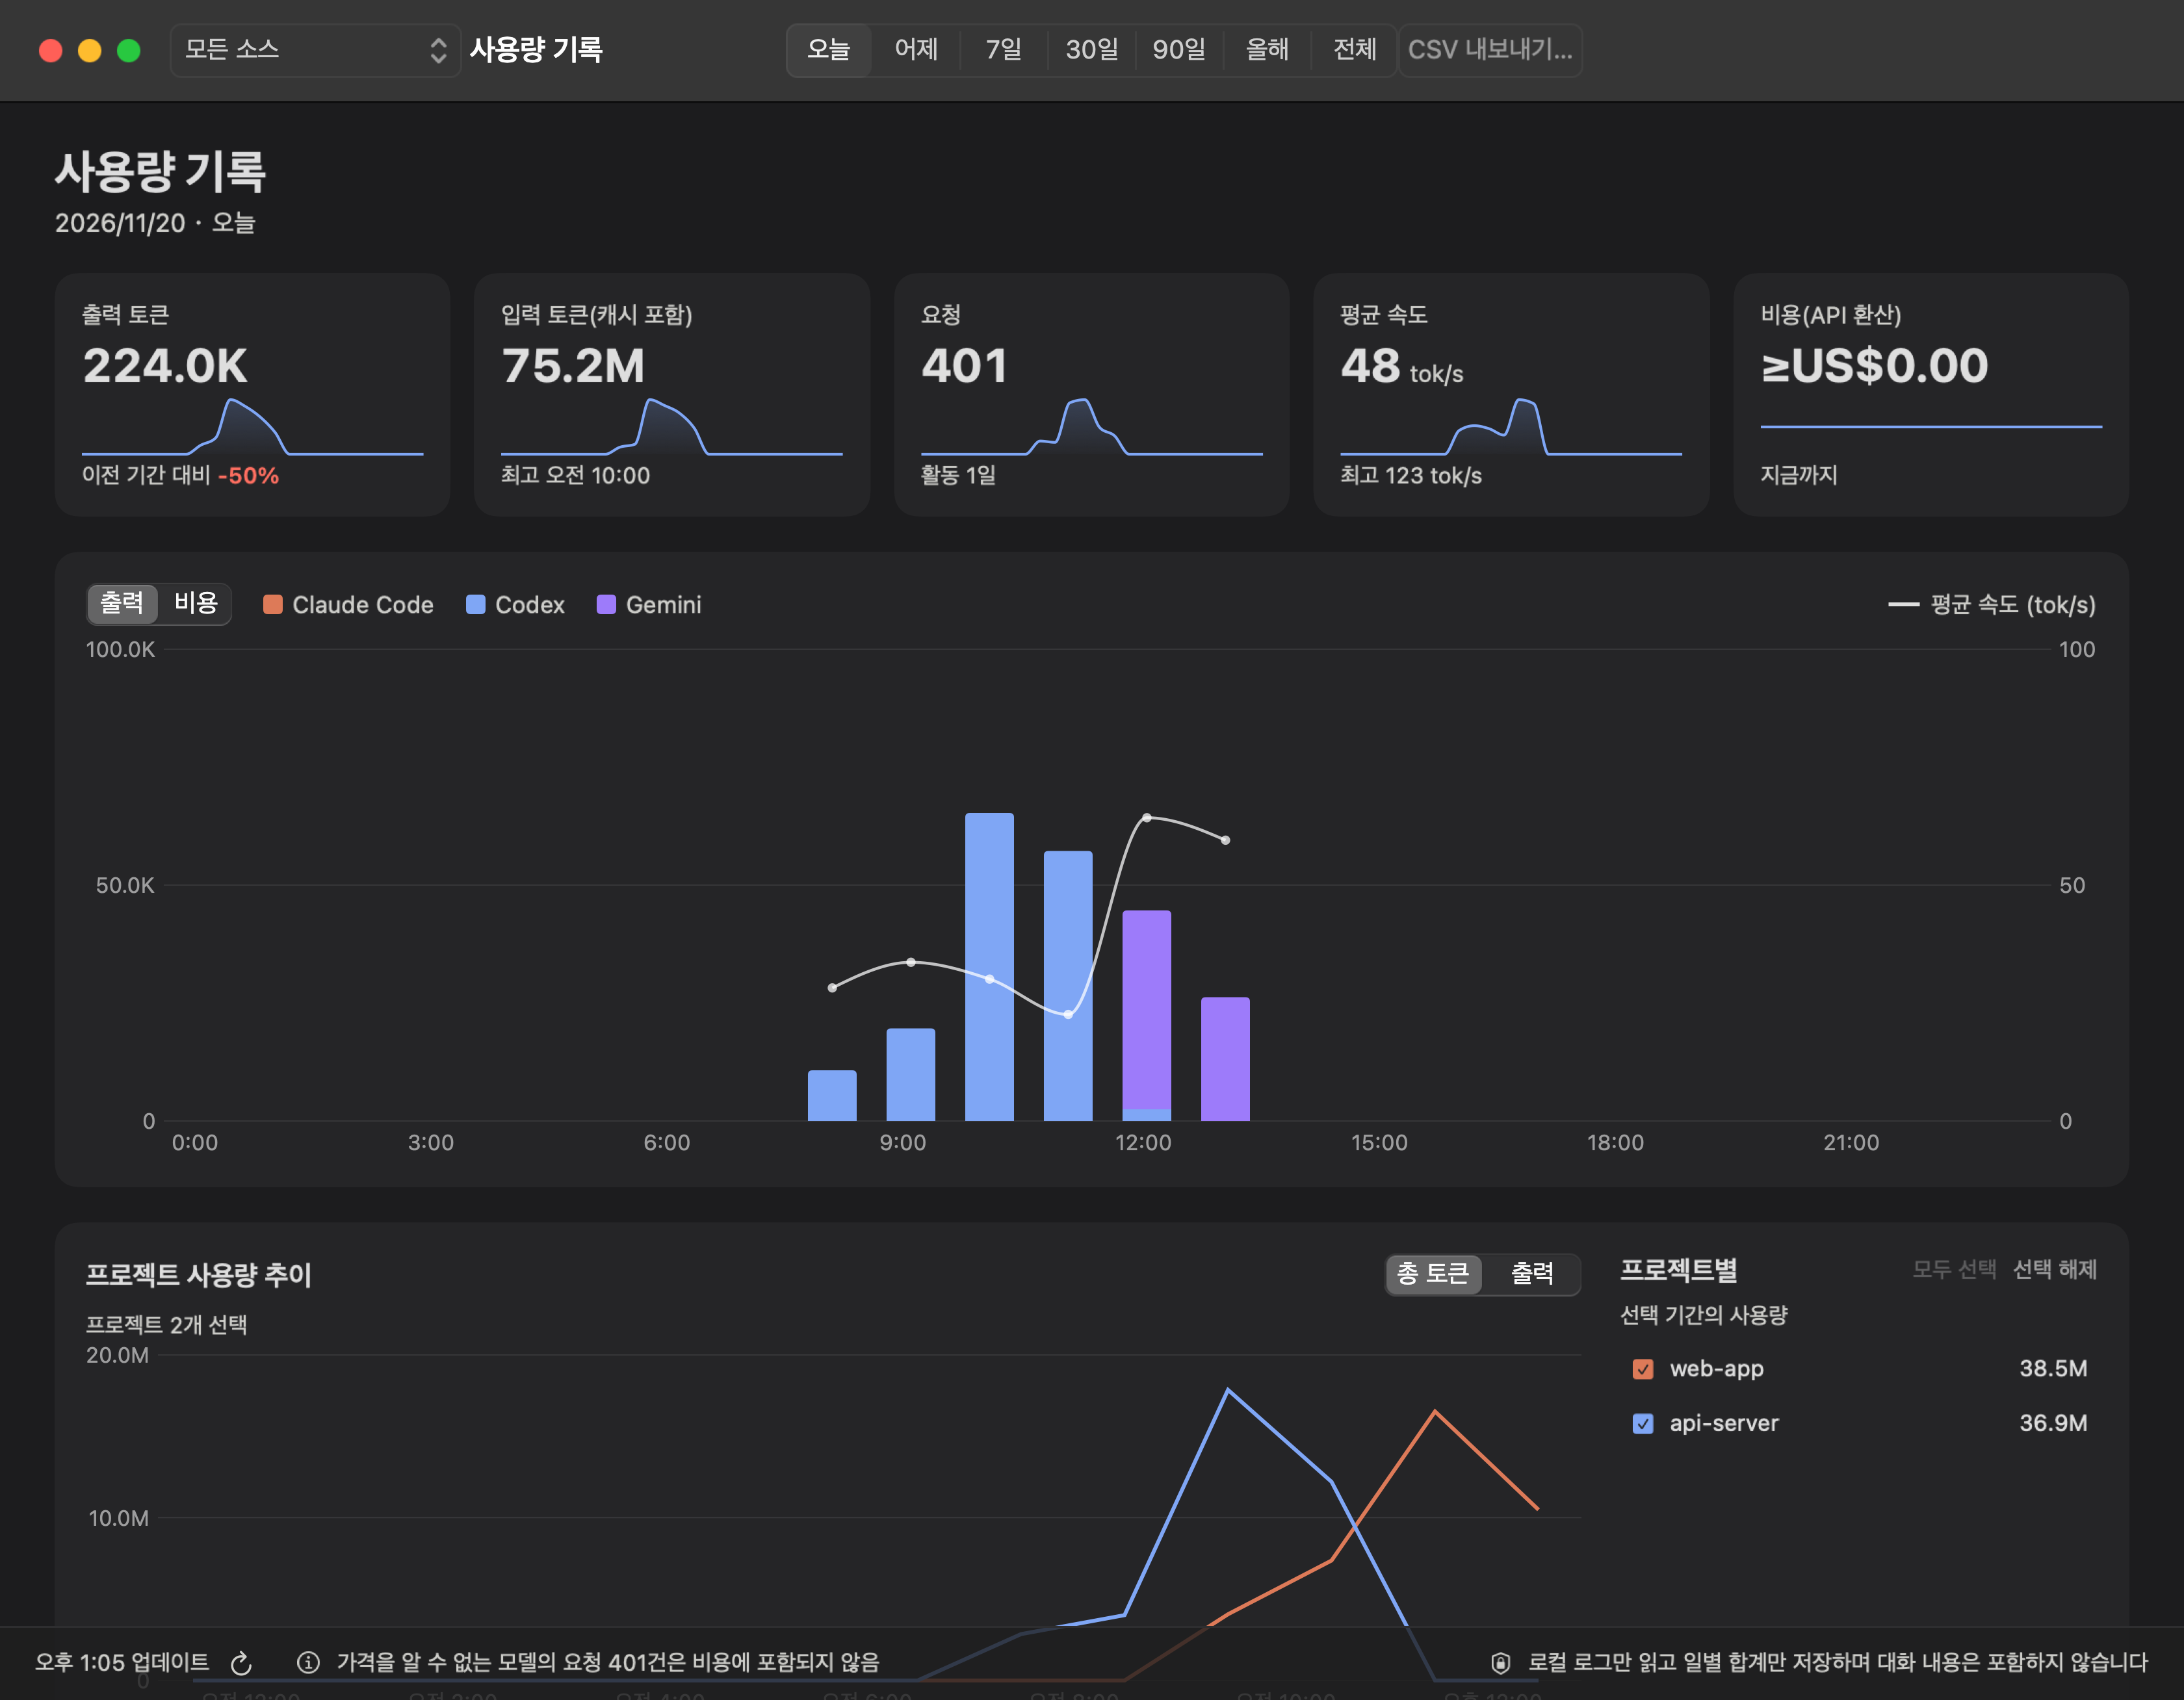 모든 소스
사용량 기록
오늘 어제 7일 30일 90일 올해 전체 CSV 내보내기...
사용량 기록
2026/11/20 · 오늘
출력 토큰
224.0K
이전 기간 대비 -50%
입력 토큰(캐시 포함)
75.2M
최고 오전 10:00
요청
401
활동 1일
평균 속도
48 tok/s
최고 123 tok/s
비용(API 환산)
≥US$0.00
지금까지
출력 비용 Claude Code Codex Gemini 평균 속도 (tok/s)
100.0K 100
50.0K 50
0 0
0:00 3:00 6:00 9:00 12:00 15:00 18:00 21:00
프로젝트 사용량 추이
총 토큰 출력
프로젝트 2개 선택
20.0M
10.0M
0
프로젝트별 모두 선택 선택 해제
선택 기간의 사용량
web-app 38.5M
api-server 36.9M
오후 1:05 업데이트 가격을 알 수 없는 모델의 요청 401건은 비용에 포함되지 않음 로컬 로그만 읽고 일별 합계만 저장하며 대화 내용은 포함하지 않습니다